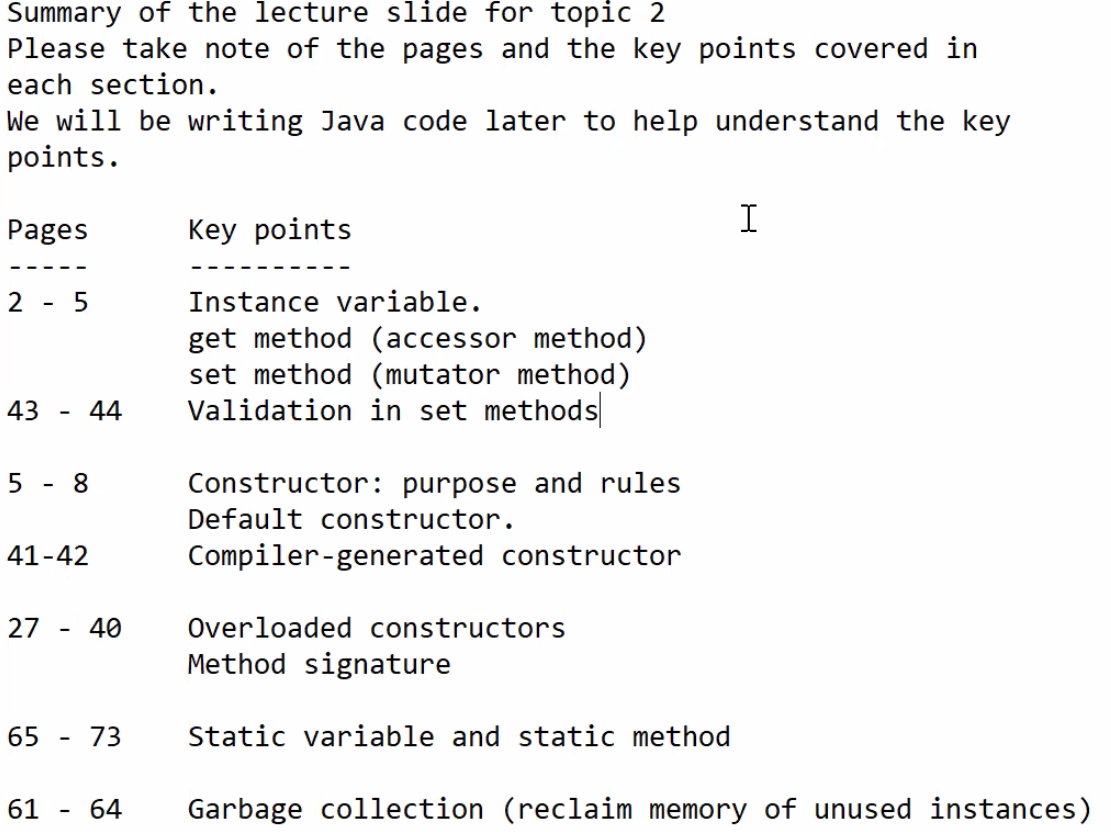 Summary of the lecture slide for topic 2
Please take note of the pages and the key points covered in
each section.
We will be writing Java code later to help understand the key
points.
Pages Key points
----- ----------
2 - 5 Instance variable.
get method (accessor method)
set method (mutator method)
43 - 44 Validation in set methods
5 - 8 Constructor: purpose and rules
Default constructor.
41-42 Compiler-generated constructor
27 - 40 Overloaded constructors
Method signature
65 - 73 Static variable and static method
61 - 64 Garbage collection (reclaim memory of unused instances)